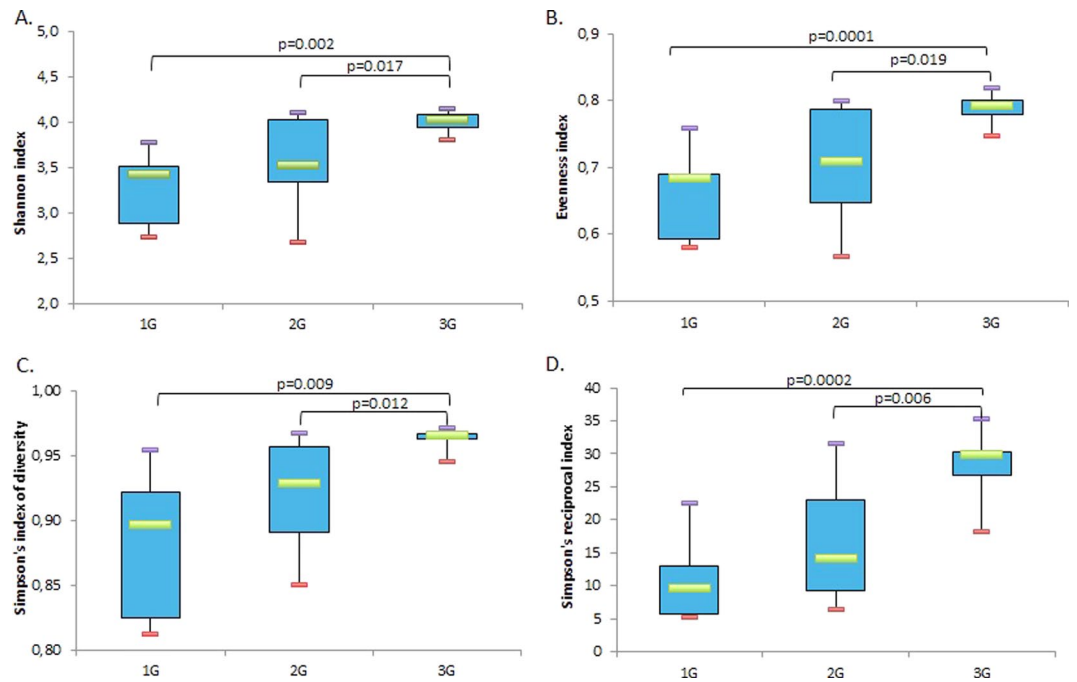 A.
5,0
4,5
4,0
3,5
3,0
2,5
2,0
Shannon index
p=0.002
p=0.017
1G 2G 3G
B.
0,9
0,8
0,7
0,6
0,5
Evenness index
p=0.0001
p=0.019
1G 2G 3G
C.
1,00
0,95
0,90
0,85
0,80
Simpson's index of diversity
p=0.009
p=0.012
1G 2G 3G
D.
40
35
30
25
20
15
10
5
0
Simpson's reciprocal index
p=0.0002
p=0.006
1G 2G 3G